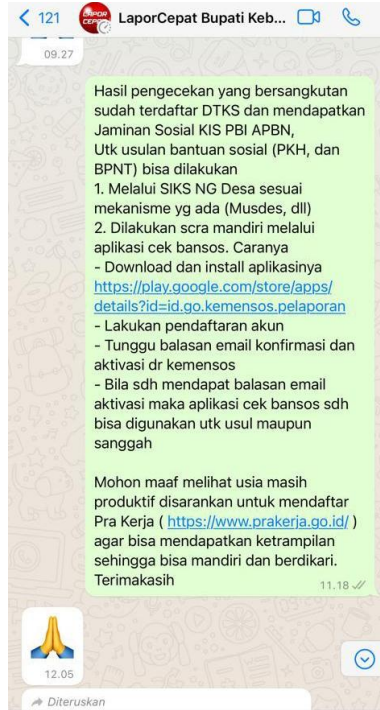 121
LaporCepat Bupati Keb...
09.27
Hasil pengecekan yang bersangkutan
sudah terdaftar DTKS dan mendapatkan
Jaminan Sosial KIS PBI APBN,
Utk usulan bantuan sosial (PKH, dan
BPNT) bisa dilakukan
1. Melalui SIKS NG Desa sesuai
mekanisme yg ada (Musdes, dll)
2. Dilakukan scra mandiri melalui
aplikasi cek bansos. Caranya
- Download dan install aplikasinya
https://play.google.com/store/apps/
details?id=id.go.kemensos.pelaporan
- Lakukan pendaftaran akun
- Tunggu balasan email konfirmasi dan
aktivasi dr kemensos
- Bila sdh mendapat balasan email
aktivasi maka aplikasi cek bansos sdh
bisa digunakan utk usul maupun
sanggah
Mohon maaf melihat usia masih
produktif disarankan untuk mendaftar
Pra Kerja ( https://www.prakerja.go.id/ )
agar bisa mendapatkan ketrampilan
sehingga bisa mandiri dan berdikari.
Terimakasih
11.18
12.05
Diteruskan